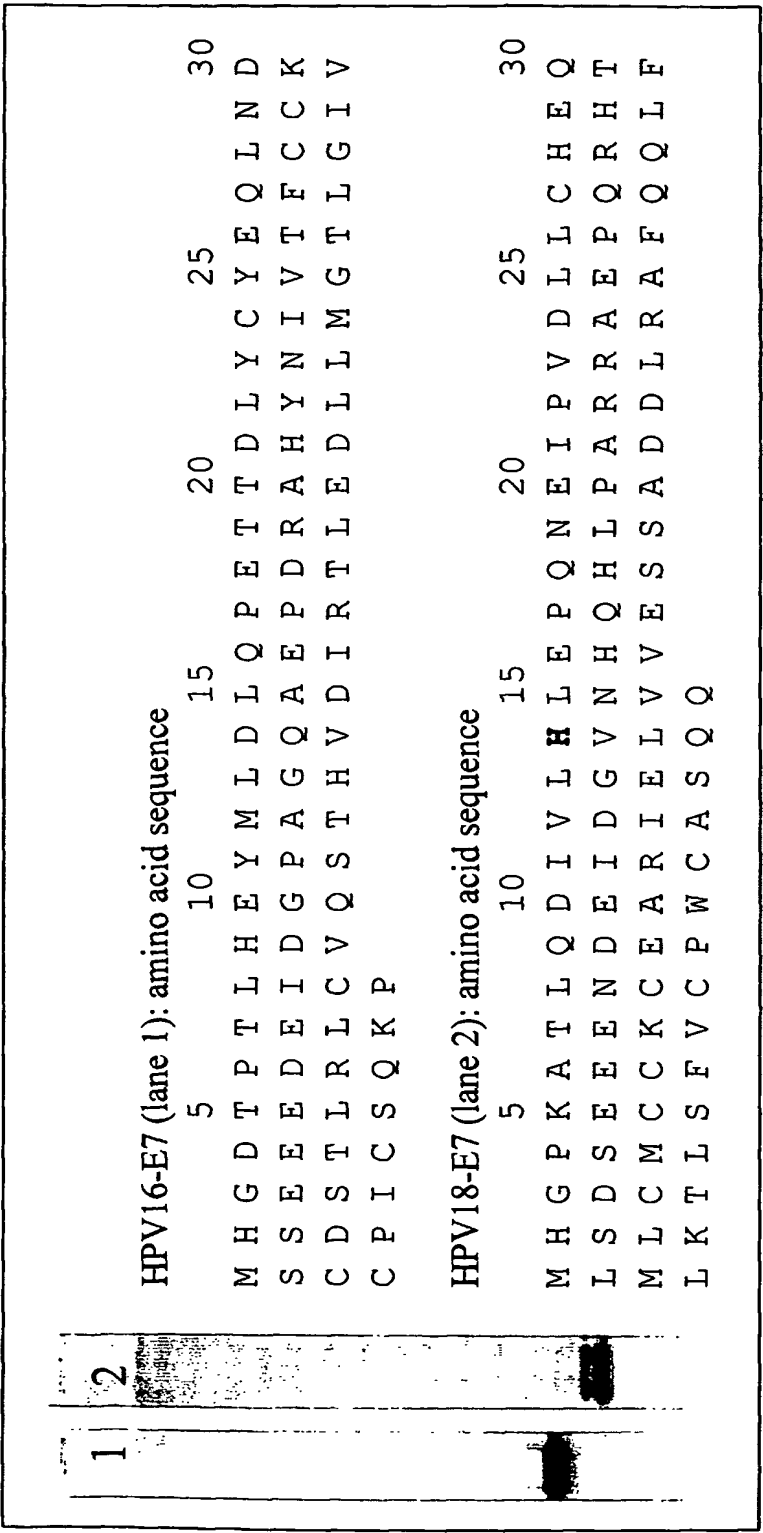 1 2
HPV16-E7 (lane 1): amino acid sequence
5 10 15 20 25 30
M H G D T P T L H E Y M L D L Q P E T T D L Y C Y E Q L N D
S S E E E D E I D G P A G Q A E P D R A H Y N I V T F C C K
C D S T L R L C V Q S T H V D I R T L E D L L M G T L G I V
C P I C S Q K P
HPV18-E7 (lane 2): amino acid sequence
5 10 15 20 25 30
M H G P K A T L Q D I V L H L E P Q N E I P V D L L C H E Q
L S D S E E E N D E I D G V N H Q H L P A R R A E P Q R H T
M L C M C C K C E A R I E L V V E S S A D D L R A F Q Q L F
L K T L S F V C P W C A S Q Q